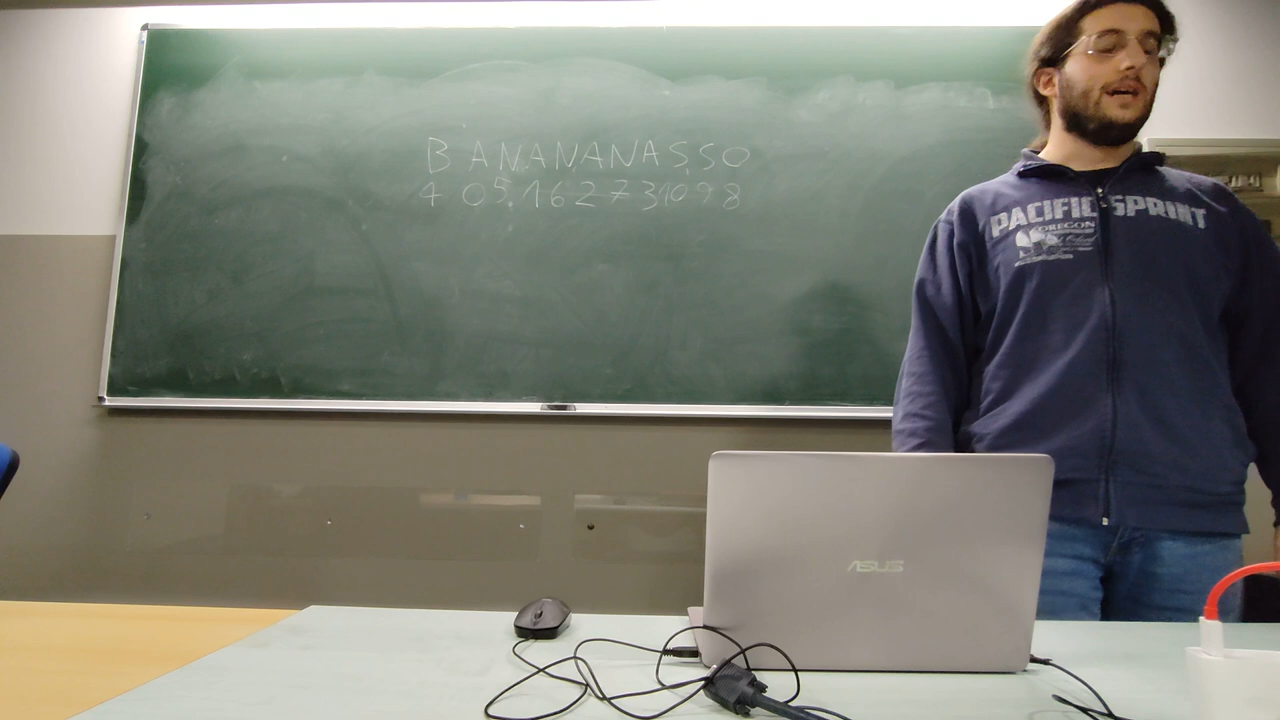 BANANANASSO
405162731098
PACIFIC SPRINT
OREGON
ASUS